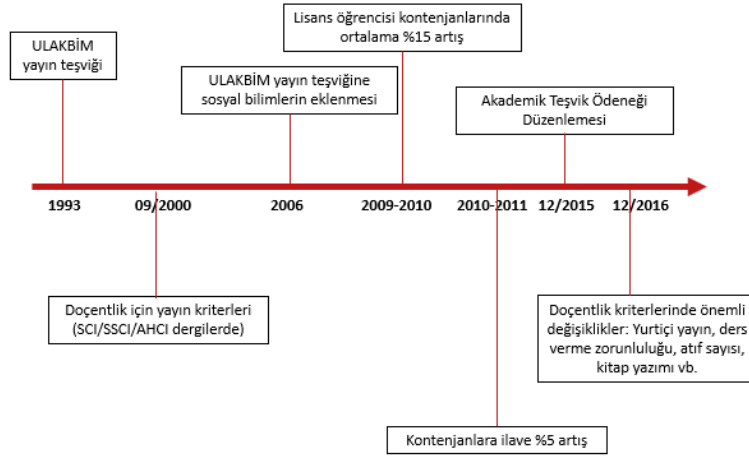 Lisans öğrencisi kontenjanlarında
ortalama %15 artış
ULAKBİM
yayın teşviği
ULAKBİM yayın teşviğine
sosyal bilimlerin eklenmesi
Akademik Teşvik Ödeneği
Düzenlemesi
1993 09/2000 2006 2009-2010 2010-2011 12/2015 12/2016
Doçentlik için yayın kriterleri
(SCI/SSCI/AHCI dergilerde)
Doçentlik kriterlerinde önemli
değişiklikler: Yurtiçi yayın, ders
verme zorunluluğu, atıf sayısı,
kitap yazımı vb.
Kontenjanlara ilave %5 artış